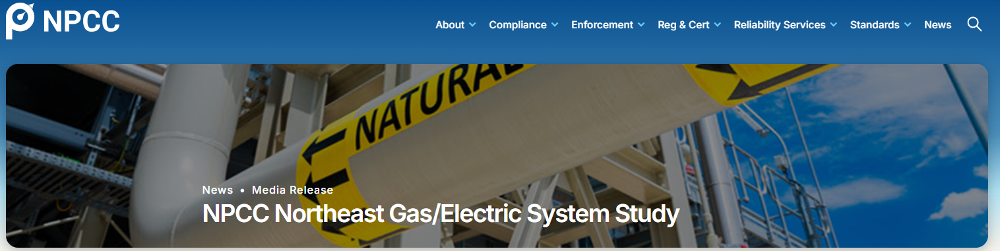 NPCC
About
Compliance
Enforcement
Reg & Cert
Reliability Services
Standards
News
NATURAL
News • Media Release
NPCC Northeast Gas/Electric System Study